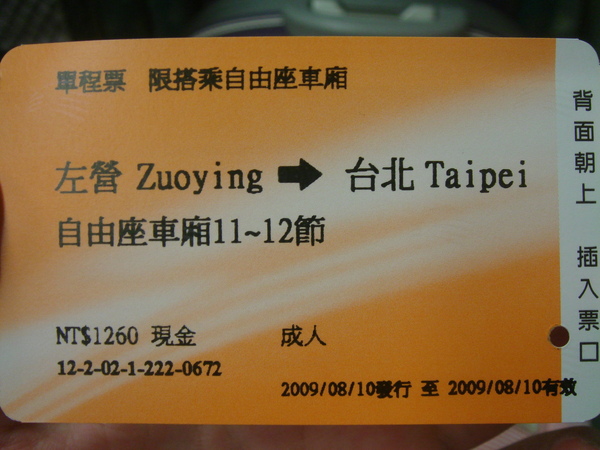 單程票 限搭乘自由座車廂
左營 Zuoying ➡ 台北 Taipei
自由座車廂11~12節
NT$1260 現金 成人
12-2-02-1-222-0672
2009/08/10發行 至 2009/08/10有效
背面朝上 插入票口